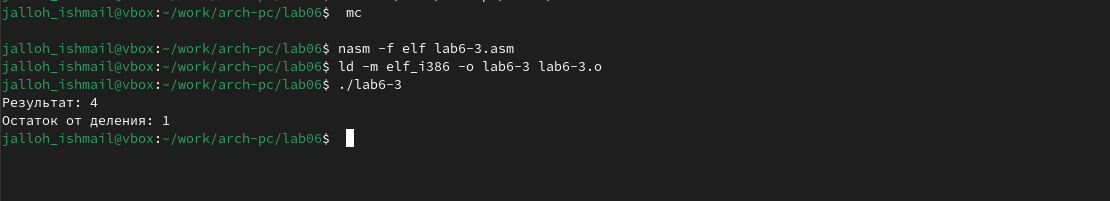 jalloh_ishmail@vbox:~/work/arch-pc/lab06$ mc
jalloh_ishmail@vbox:~/work/arch-pc/lab06$ nasm -f elf lab6-3.asm
jalloh_ishmail@vbox:~/work/arch-pc/lab06$ ld -m elf_i386 -o lab6-3 lab6-3.o
jalloh_ishmail@vbox:~/work/arch-pc/lab06$ ./lab6-3
Результат: 4
Остаток от деления: 1
jalloh_ishmail@vbox:~/work/arch-pc/lab06$